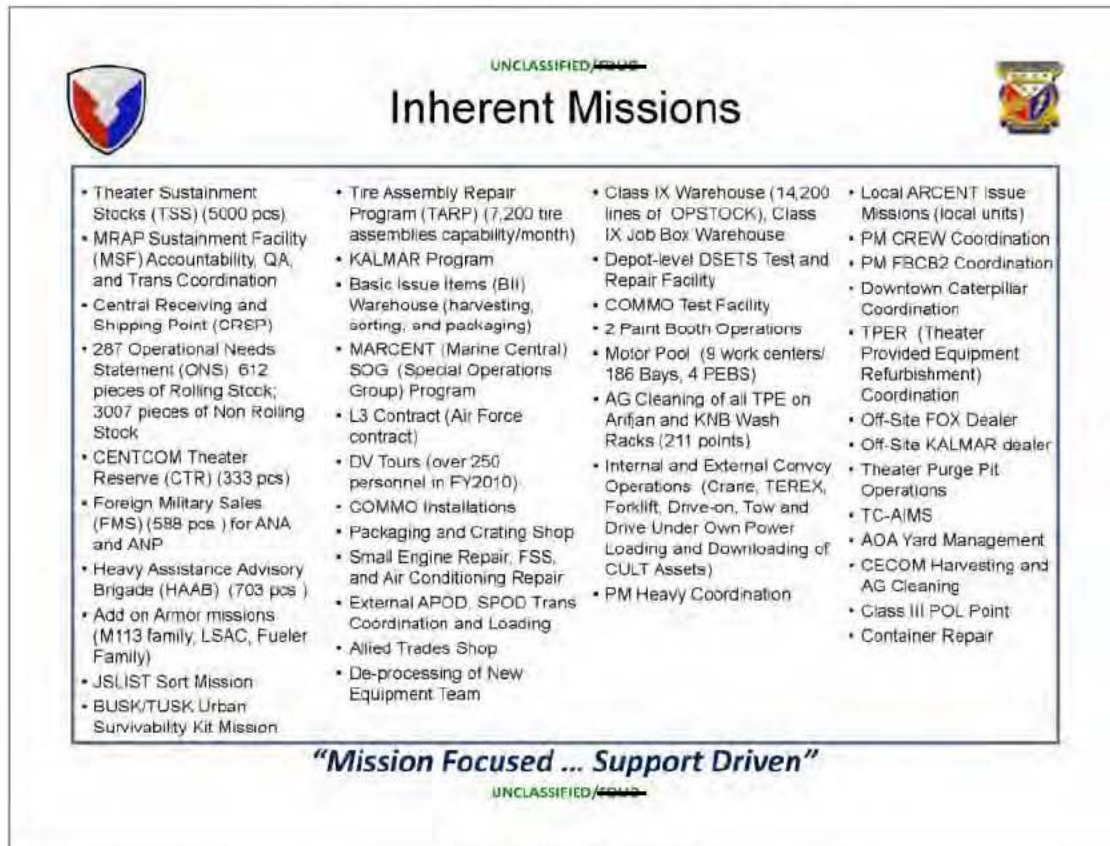 UNCLASSIFIED/FOUO
Inherent Missions
• Theater Sustainment
Stocks (TSS) (5000 pcs)
• MRAP Sustainment Facility
(MSF) Accountability, QA,
and Trans Coordination
• Central Receiving and
Shipping Point (CRSP)
• 287 Operational Needs
Statement (ONS) 612
pieces of Rolling Stock;
3007 pieces of Non Rolling
Stock
• CENTCOM Theater
Reserve (CTR) (333 pcs)
• Foreign Military Sales
(FMS) (588 pcs ) for ANA
and ANP
• Heavy Assistance Advisory
Brigade (HAAB) (703 pcs )
• Add on Armor missions
(M113 family, LSAC, Fueler
Family)
• JSLIST Sort Mission
• BUSK/TUSK Urban
Survivability Kit Mission
• Tire Assembly Repair
Program (TARP) (7,200 tire
assemblies capability/month)
• KALMAR Program
• Basic Issue Items (BII)
Warehouse (harvesting,
sorting, and packaging)
• MARCENT (Marine Central)
SOG (Special Operations
Group) Program
• L3 Contract (Air Force
contract)
• DV Tours (over 250
personnel in FY2010)
• COMMO Installations
• Packaging and Crating Shop
• Small Engine Repair, FSS,
and Air Conditioning Repair
• External APOD, SPOD Trans
Coordination and Loading
• Allied Trades Shop
• De-processing of New
Equipment Team
• Class IX Warehouse (14,200
lines of OPSTOCK), Class
IX Job Box Warehouse
• Depot-level DSETS Test and
Repair Facility
• COMMO Test Facility
• 2 Paint Booth Operations
• Motor Pool (9 work centers/
186 Bays, 4 PEBS)
• AG Cleaning of all TPE on
Arifjan and KNB Wash
Racks (211 points)
• Internal and External Convoy
Operations (Crane, TEREX,
Forklift, Drive-on, Tow and
Drive Under Own Power
Loading and Downloading of
CULT Assets)
• PM Heavy Coordination
• Local ARCENT Issue
Missions (local units)
• PM CREW Coordination
• PM FBCB2 Coordination
• Downtown Caterpillar
Coordination
• TPER (Theater
Provided Equipment
Refurbishment)
Coordination
• Off-Site FOX Dealer
• Off-Site KALMAR dealer
• Theater Purge Pit
Operations
• TC-AIMS
• AOA Yard Management
• CECOM Harvesting and
AG Cleaning
• Class III POL Point
• Container Repair
"Mission Focused ... Support Driven"
UNCLASSIFIED/FOUO